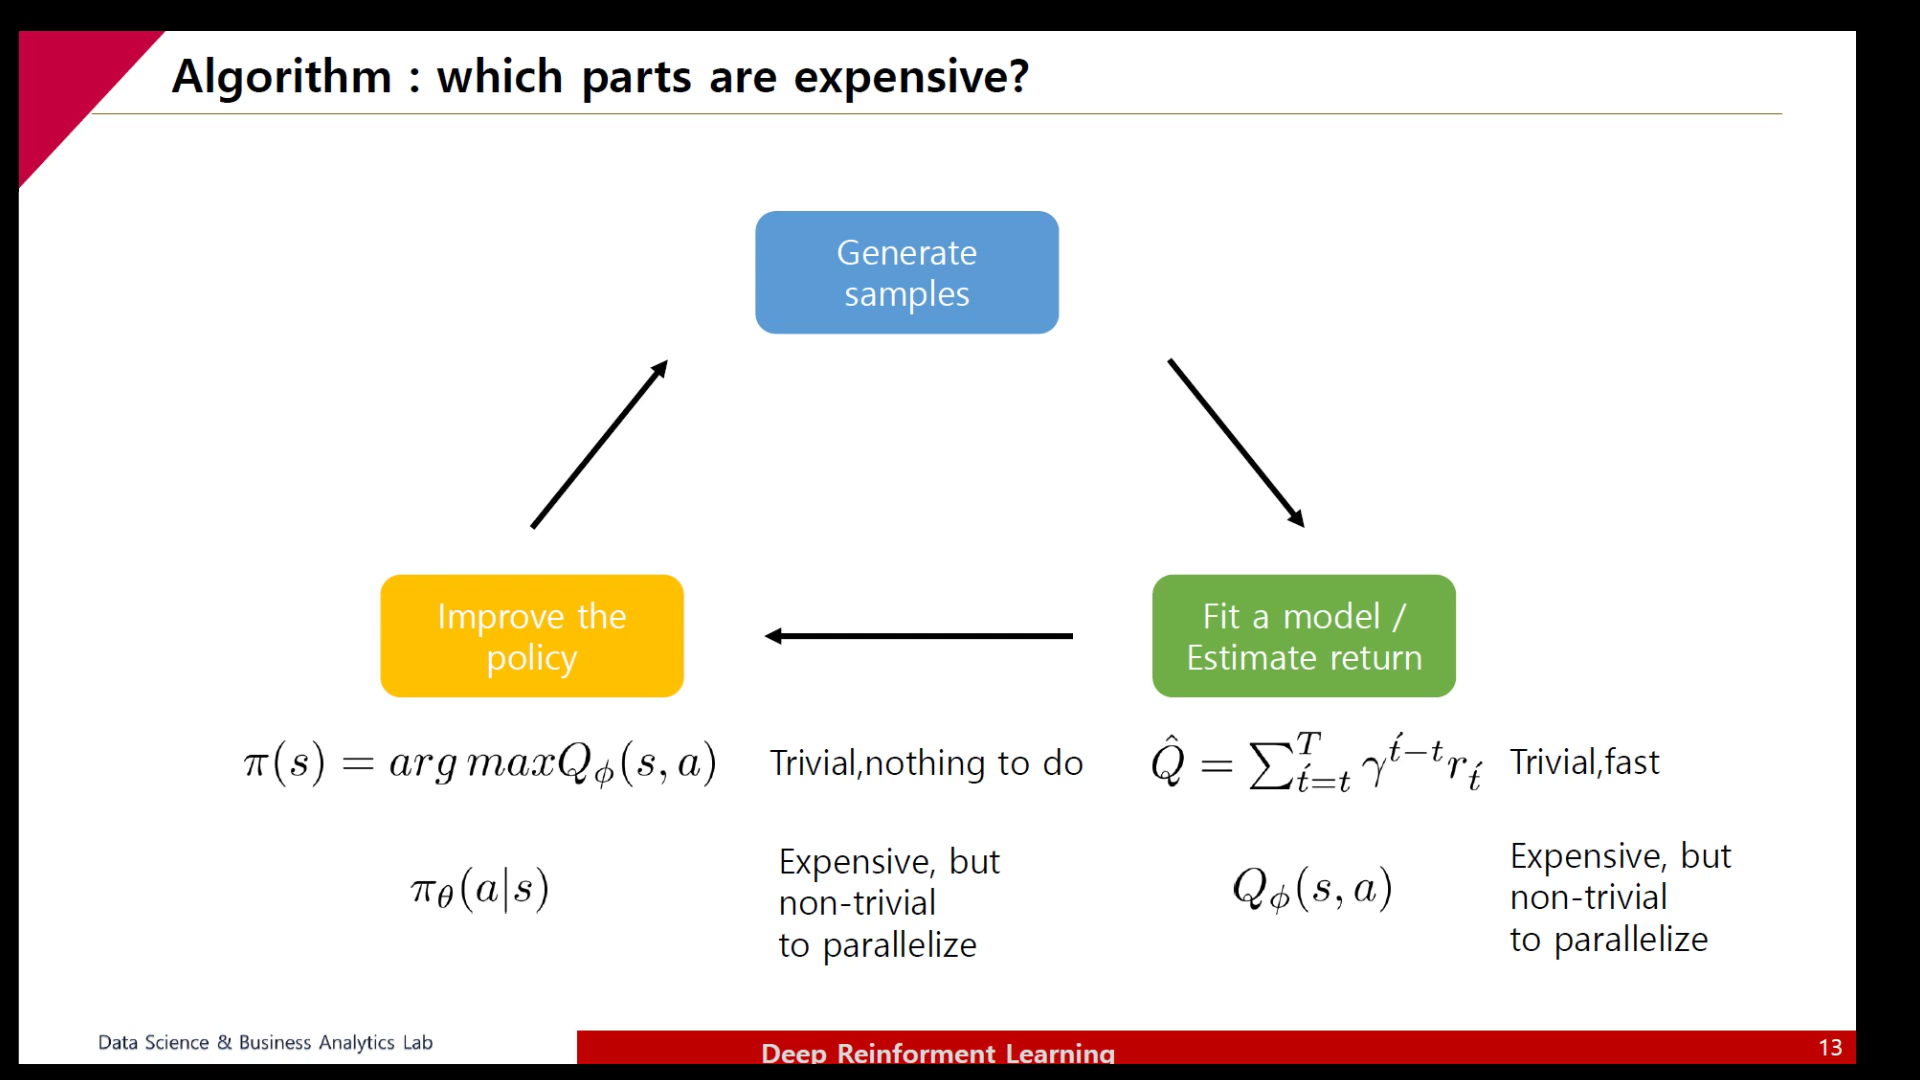 Algorithm : which parts are expensive?
Generate
samples
Improve the
policy
Fit a model /
Estimate return
π(s) = arg maxQ_ϕ(s, a)
Trivial,nothing to do
Q̂ = ∑_{t́=t}^{T} γ^{t́−t} r_{t́}
Trivial,fast
π_θ(a|s)
Expensive, but
non-trivial
to parallelize
Q_ϕ(s, a)
Expensive, but
non-trivial
to parallelize
Data Science & Business Analytics Lab
Deep Reinforment Learning
13